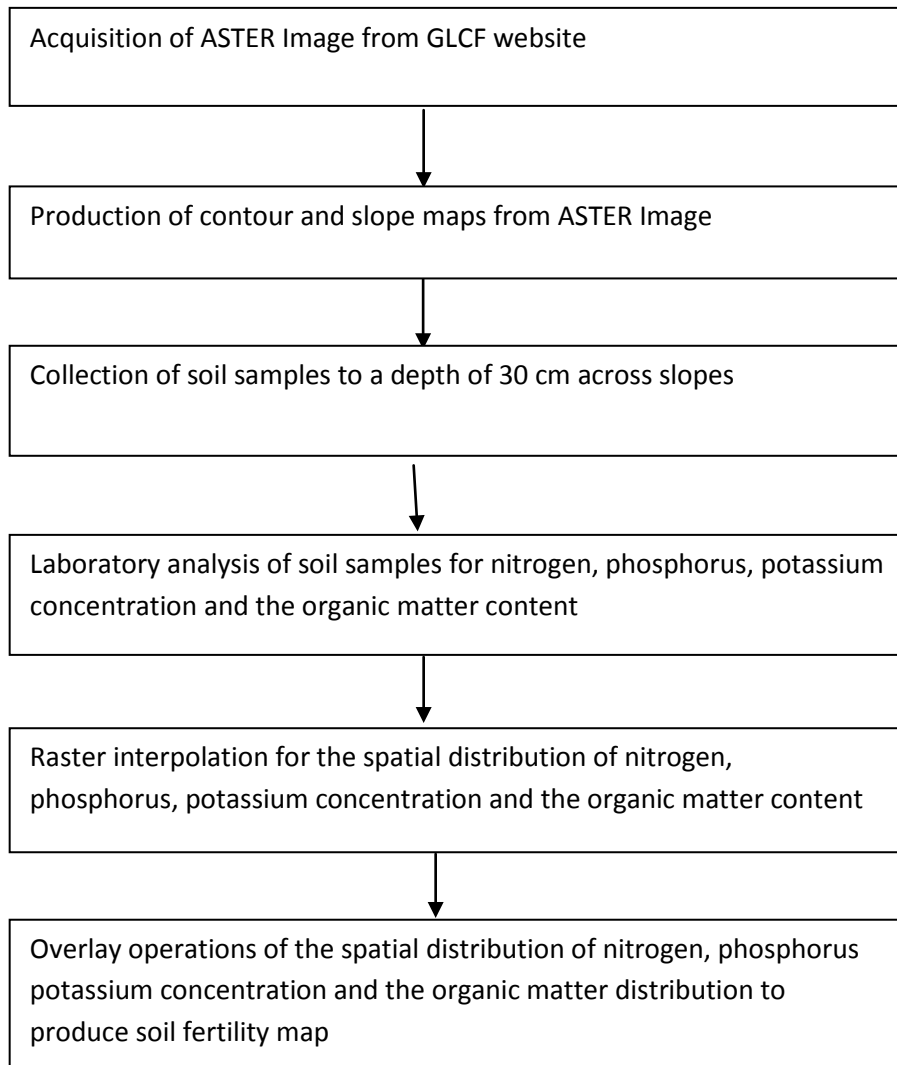 Acquisition of ASTER Image from GLCF website
Production of contour and slope maps from ASTER Image
Collection of soil samples to a depth of 30 cm across slopes
Laboratory analysis of soil samples for nitrogen, phosphorus, potassium
concentration and the organic matter content
Raster interpolation for the spatial distribution of nitrogen,
phosphorus, potassium concentration and the organic matter content
Overlay operations of the spatial distribution of nitrogen, phosphorus
potassium concentration and the organic matter distribution to
produce soil fertility map